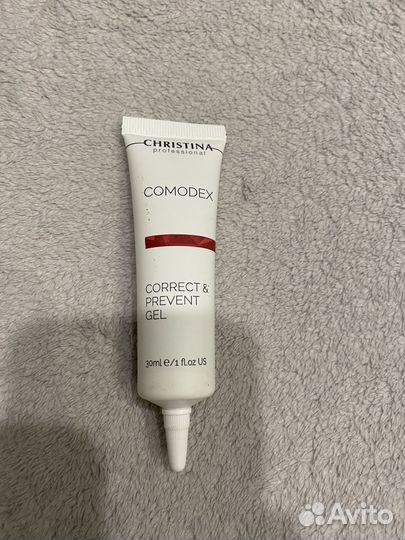 CHRISTINA
professional
COMODEX
CORRECT &
PREVENT
GEL
30ml e/1 fl.oz US
Avito